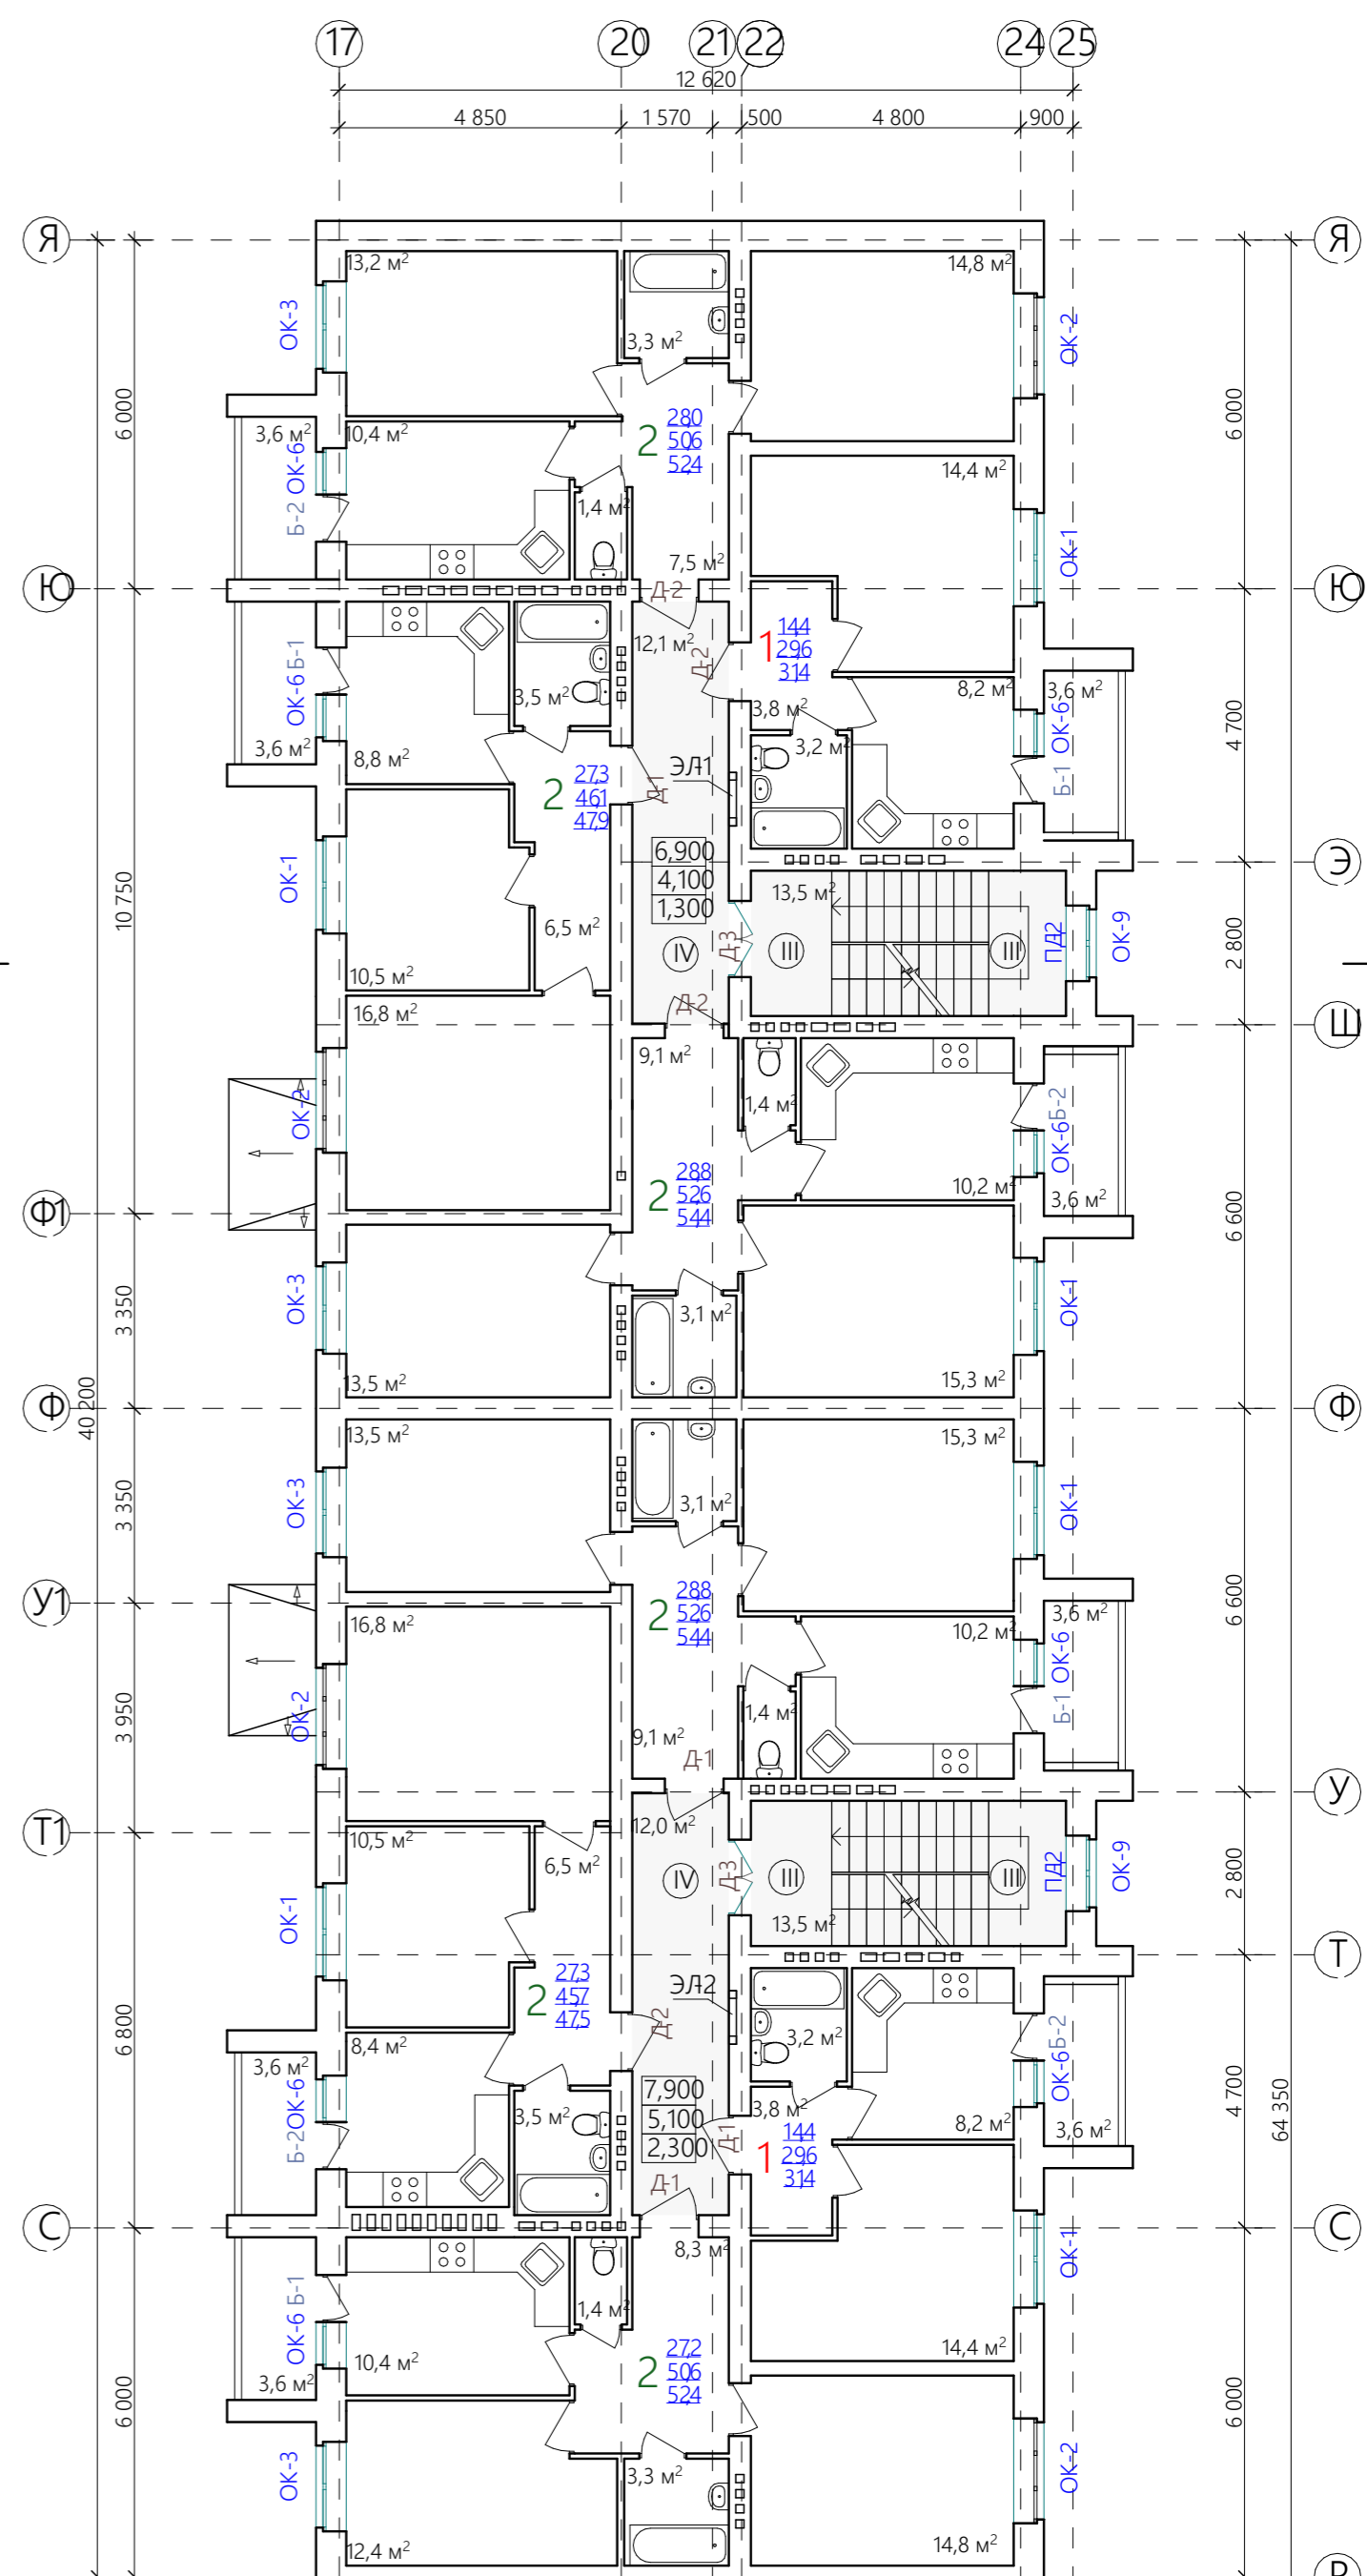 17 20 21 22 24 25
12 620
4 850 1 570 500 4 800 900
Я Я
13,2 м² 14,8 м²
ОК-3 3,3 м² ОК-2
6 000 6 000
280
2 506
524
3,6 м² ОК-6 10,4 м²
Б-2 1,4 м² 14,4 м²
7,5 м² ОК-1
Ю Д-2 Ю
12,1 м² Д-2
144
1 296
314
ОК-6 Б-1 3,5 м² 8,2 м² 3,6 м²
3,6 м² 8,8 м² 3,8 м² 3,2 м² ОК-6
Б-1
4 700
273
2 461
479
Д-1 ЭЛ1
6,900
4,100
1,300
Э
ОК-1 10 750
13,5 м²
6,5 м² IV Д-3 III III ПД2 ОК-9
2 800
10,5 м²
16,8 м² Д-2 Ш
9,1 м²
ОК-2 1,4 м² ОК-6 Б-2
10,2 м² 3,6 м²
288
2 526
544
Ф1 6 600
ОК-3 3,1 м² ОК-1
3 350
13,5 м² 15,3 м²
40 200
Ф Ф
13,5 м² 15,3 м²
ОК-3 3,1 м² ОК-1
3 350
У1 6 600
288
2 526
544
16,8 м² 10,2 м² 3,6 м²
ОК-6
ОК-2 1,4 м² Б-1
3 950 9,1 м² Д-1
У
Т1 12,0 м²
10,5 м² 6,5 м²
IV Д-3 III III ПД2 ОК-9
2 800
ОК-1 13,5 м²
Т
273
2 457
475
ЭЛ2
Д-2 3,2 м² ОК-6 Б-2
6 800 8,4 м²
3,6 м² ОК-6
Б-2 3,5 м²
7,900
5,100
2,300
3,8 м² 8,2 м² 3,6 м²
4 700 64 350
Д-1
144
1 296
314
Д-1
С С
8,3 м²
ОК-6 Б-1 1,4 м² ОК-1
10,4 м² 14,4 м²
3,6 м²
272
2 506
524
6 000 6 000
ОК-3 3,3 м² ОК-2
12,4 м² 14,8 м²